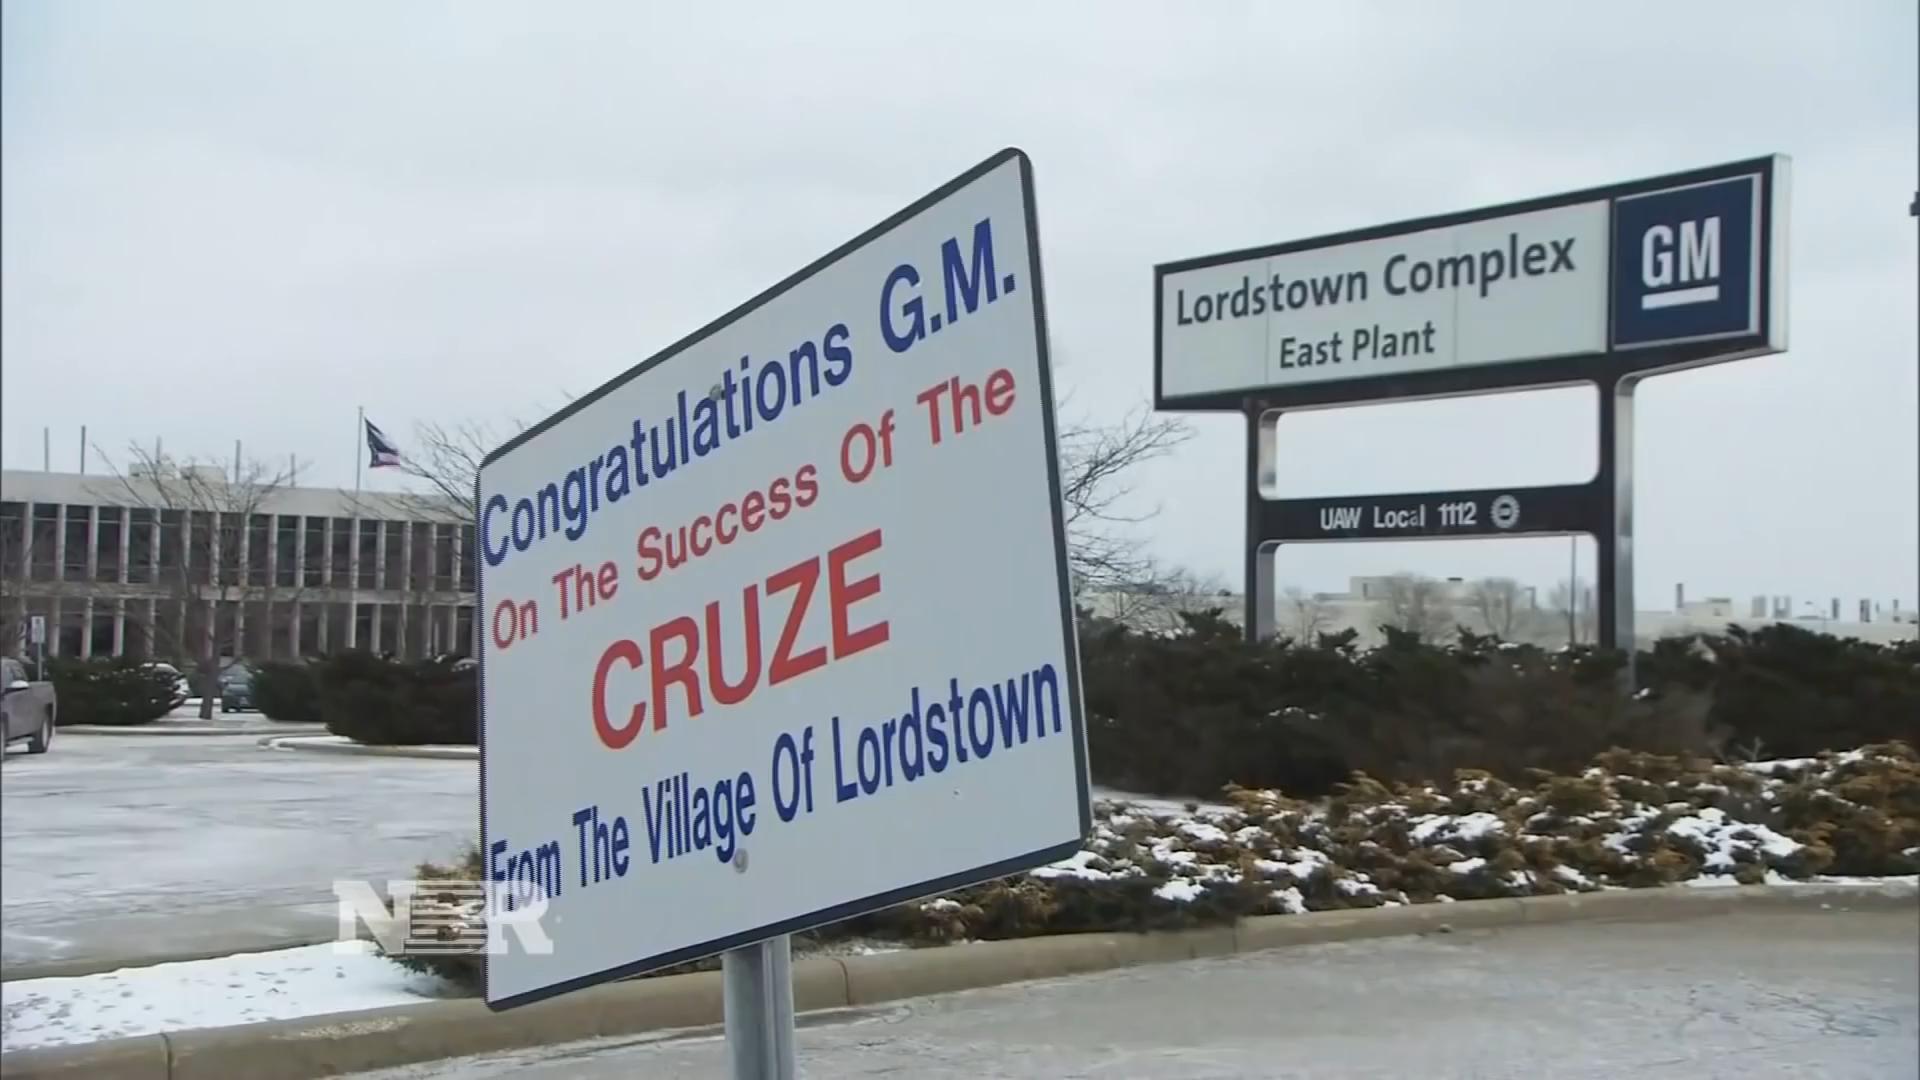 Congratulations G.M.
On The Success Of The
CRUZE
From The Village Of Lordstown
Lordstown Complex
East Plant
GM
UAW Local 1112
NBR